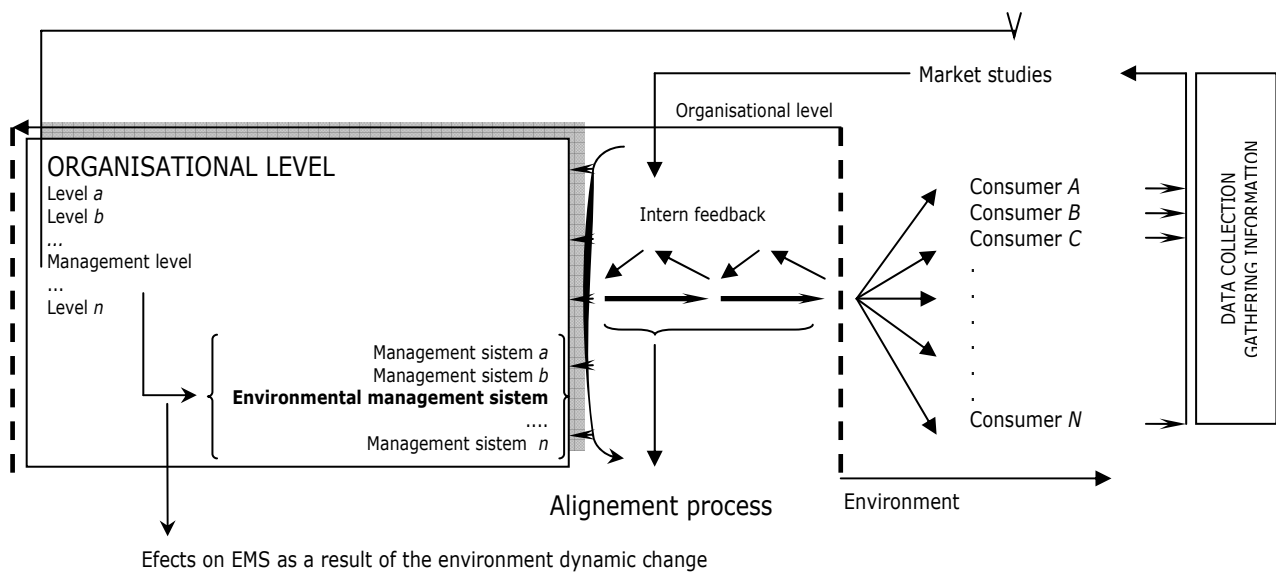 Market studies
Organisational level
ORGANISATIONAL LEVEL
Level a
Level b
...
Management level
...
Level n
Management sistem a
Management sistem b
Environmental management sistem
....
Management sistem n
Intern feedback
Alignement process
Consumer A
Consumer B
Consumer C
.
.
.
.
.
.
Consumer N
Environment
DATA COLLECTION
GATHERING INFORMATION
Efects on EMS as a result of the environment dynamic change